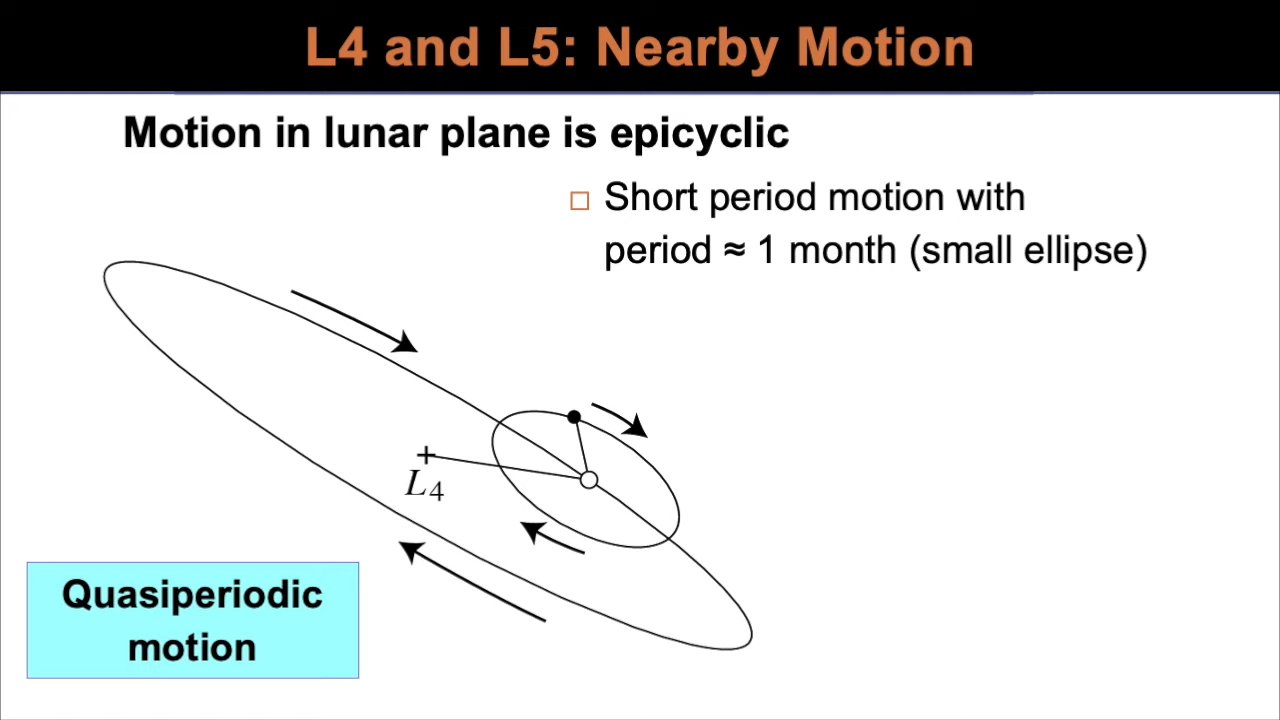 L4 and L5: Nearby Motion
Motion in lunar plane is epicyclic
□ Short period motion with
period ≈ 1 month (small ellipse)
L4
Quasiperiodic
motion